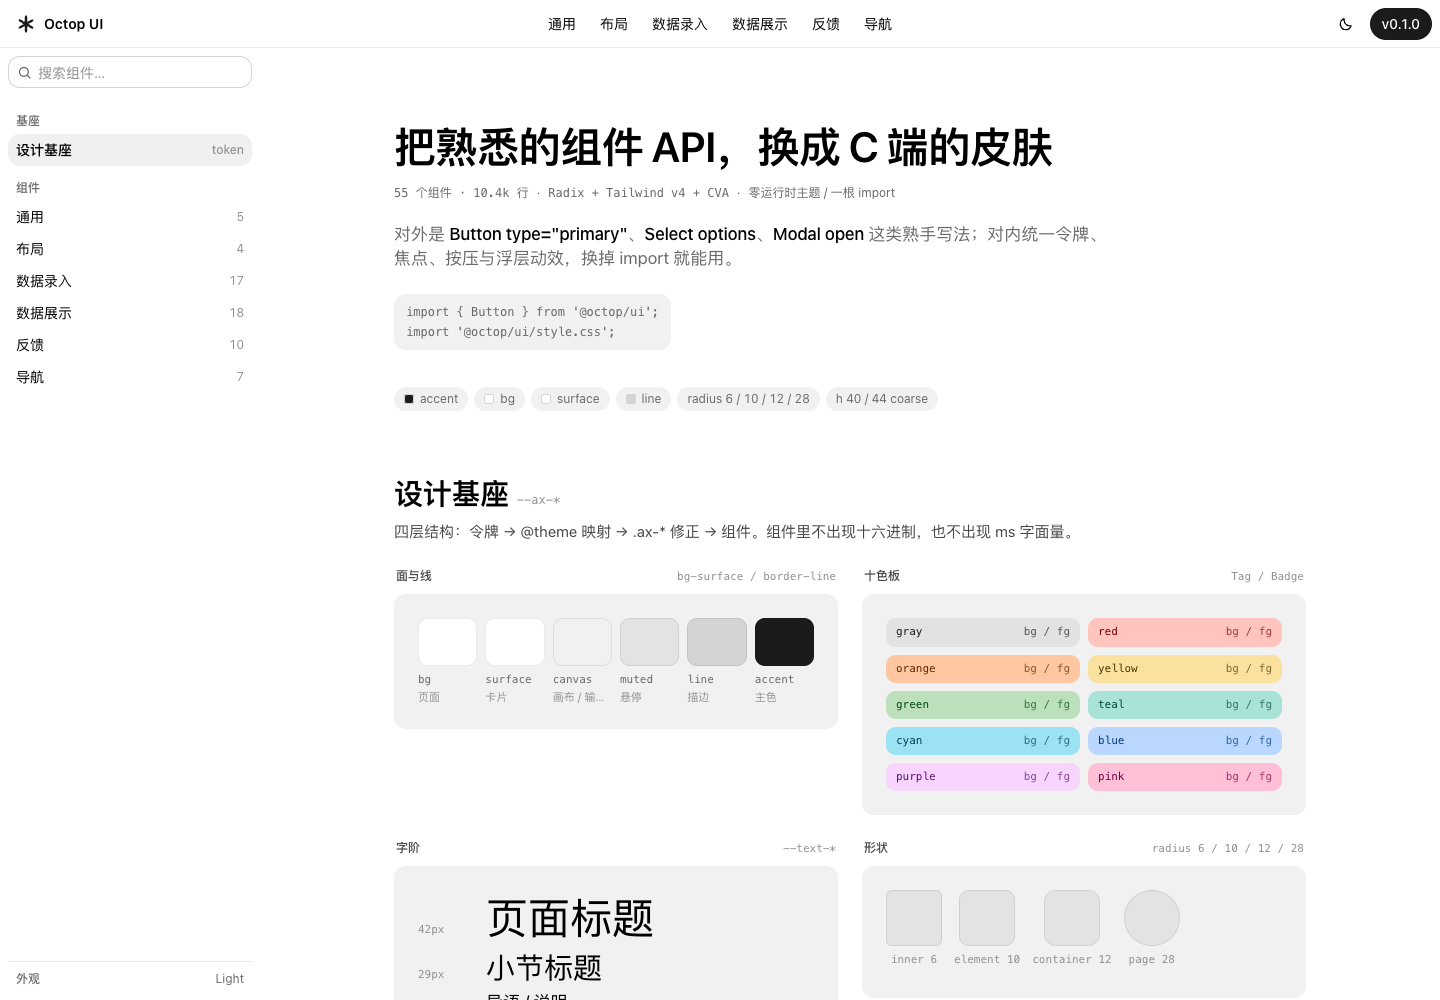 Octop UI
通用 布局 数据录入 数据展示 反馈 导航
v0.1.0
搜索组件...
基座
设计基座 token
组件
通用 5
布局 4
数据录入 17
数据展示 18
反馈 10
导航 7
外观 Light
把熟悉的组件 API，换成 C 端的皮肤
55 个组件 · 10.4k 行 · Radix + Tailwind v4 + CVA · 零运行时主题 / 一根 import
对外是 Button type="primary"、Select options、Modal open 这类熟手写法；对内统一令牌、
焦点、按压与浮层动效，换掉 import 就能用。
import { Button } from '@octop/ui';
import '@octop/ui/style.css';
accent bg surface line radius 6 / 10 / 12 / 28 h 40 / 44 coarse
设计基座 --ax-*
四层结构：令牌 → @theme 映射 → .ax-* 修正 → 组件。组件里不出现十六进制，也不出现 ms 字面量。
面与线 bg-surface / border-line
bg surface canvas muted line accent
页面 卡片 画布 / 输... 悬停 描边 主色
十色板 Tag / Badge
gray bg / fg red bg / fg
orange bg / fg yellow bg / fg
green bg / fg teal bg / fg
cyan bg / fg blue bg / fg
purple bg / fg pink bg / fg
字阶 --text-*
42px 页面标题
29px 小节标题
导语 / 说明
形状 radius 6 / 10 / 12 / 28
inner 6 element 10 container 12 page 28